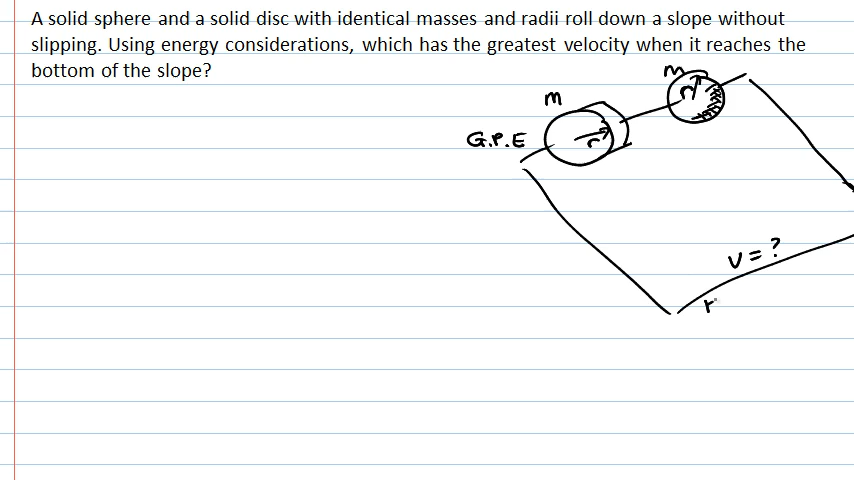 A solid sphere and a solid disc with identical masses and radii roll down a slope without
slipping. Using energy considerations, which has the greatest velocity when it reaches the
bottom of the slope?
m
m
r
G.P.E
r
v = ?